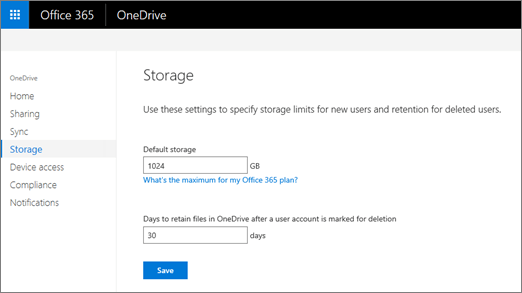 Office 365 OneDrive
OneDrive
Home
Sharing
Sync
Storage
Device access
Compliance
Notifications
Storage
Use these settings to specify storage limits for new users and retention for deleted users.
Default storage
1024 GB
What's the maximum for my Office 365 plan?
Days to retain files in OneDrive after a user account is marked for deletion
30 days
Save